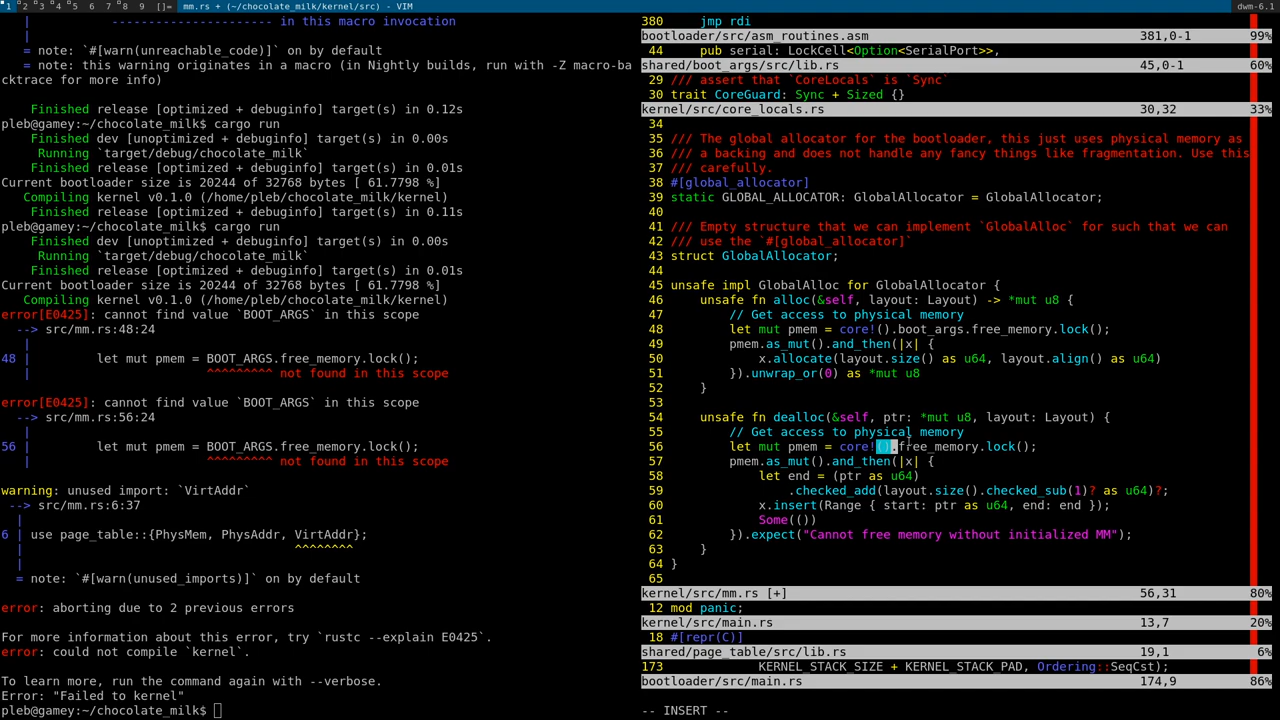 1 2 3 4 5 6 7 8 9 []= mm.rs + (~/chocolate_milk/kernel/src) - VIM dwm-6.1
| ---------------------- in this macro invocation
|
= note: `#[warn(unreachable_code)]` on by default
= note: this warning originates in a macro (in Nightly builds, run with -Z macro-ba
cktrace for more info)
Finished release [optimized + debuginfo] target(s) in 0.12s
pleb@gamey:~/chocolate_milk$ cargo run
Finished dev [unoptimized + debuginfo] target(s) in 0.00s
Running `target/debug/chocolate_milk`
Finished release [optimized + debuginfo] target(s) in 0.01s
Current bootloader size is 20244 of 32768 bytes [ 61.7798 %]
Compiling kernel v0.1.0 (/home/pleb/chocolate_milk/kernel)
Finished release [optimized + debuginfo] target(s) in 0.11s
pleb@gamey:~/chocolate_milk$ cargo run
Finished dev [unoptimized + debuginfo] target(s) in 0.00s
Running `target/debug/chocolate_milk`
Finished release [optimized + debuginfo] target(s) in 0.01s
Current bootloader size is 20244 of 32768 bytes [ 61.7798 %]
Compiling kernel v0.1.0 (/home/pleb/chocolate_milk/kernel)
error[E0425]: cannot find value `BOOT_ARGS` in this scope
--> src/mm.rs:48:24
|
48 | let mut pmem = BOOT_ARGS.free_memory.lock();
| ^^^^^^^^^ not found in this scope
error[E0425]: cannot find value `BOOT_ARGS` in this scope
--> src/mm.rs:56:24
|
56 | let mut pmem = BOOT_ARGS.free_memory.lock();
| ^^^^^^^^^ not found in this scope
warning: unused import: `VirtAddr`
--> src/mm.rs:6:37
|
6 | use page_table::{PhysMem, PhysAddr, VirtAddr};
| ^^^^^^^^
|
= note: `#[warn(unused_imports)]` on by default
error: aborting due to 2 previous errors
For more information about this error, try `rustc --explain E0425`.
error: could not compile `kernel`.
To learn more, run the command again with --verbose.
Error: "Failed to kernel"
pleb@gamey:~/chocolate_milk$
380 jmp rdi
bootloader/src/asm_routines.asm 381,0-1 99%
44 pub serial: LockCell<Option<SerialPort>>,
shared/boot_args/src/lib.rs 45,0-1 60%
29 /// assert that `CoreLocals` is `Sync`
30 trait CoreGuard: Sync + Sized {}
kernel/src/core_locals.rs 30,32 33%
34
35 /// The global allocator for the bootloader, this just uses physical memory as
36 /// a backing and does not handle any fancy things like fragmentation. Use this
37 /// carefully.
38 #[global_allocator]
39 static GLOBAL_ALLOCATOR: GlobalAllocator = GlobalAllocator;
40
41 /// Empty structure that we can implement `GlobalAlloc` for such that we can
42 /// use the `#[global_allocator]`
43 struct GlobalAllocator;
44
45 unsafe impl GlobalAlloc for GlobalAllocator {
46 unsafe fn alloc(&self, layout: Layout) -> *mut u8 {
47 // Get access to physical memory
48 let mut pmem = core!().boot_args.free_memory.lock();
49 pmem.as_mut().and_then(|x| {
50 x.allocate(layout.size() as u64, layout.align() as u64)
51 }).unwrap_or(0) as *mut u8
52 }
53
54 unsafe fn dealloc(&self, ptr: *mut u8, layout: Layout) {
55 // Get access to physical memory
56 let mut pmem = core!().free_memory.lock();
57 pmem.as_mut().and_then(|x| {
58 let end = (ptr as u64)
59 .checked_add(layout.size().checked_sub(1)? as u64)?;
60 x.insert(Range { start: ptr as u64, end: end });
61 Some(())
62 }).expect("Cannot free memory without initialized MM");
63 }
64 }
65
kernel/src/mm.rs [+] 56,31 80%
12 mod panic;
kernel/src/main.rs 13,7 20%
18 #[repr(C)]
shared/page_table/src/lib.rs 19,1 6%
173 KERNEL_STACK_SIZE + KERNEL_STACK_PAD, Ordering::SeqCst);
bootloader/src/main.rs 174,9 86%
-- INSERT --